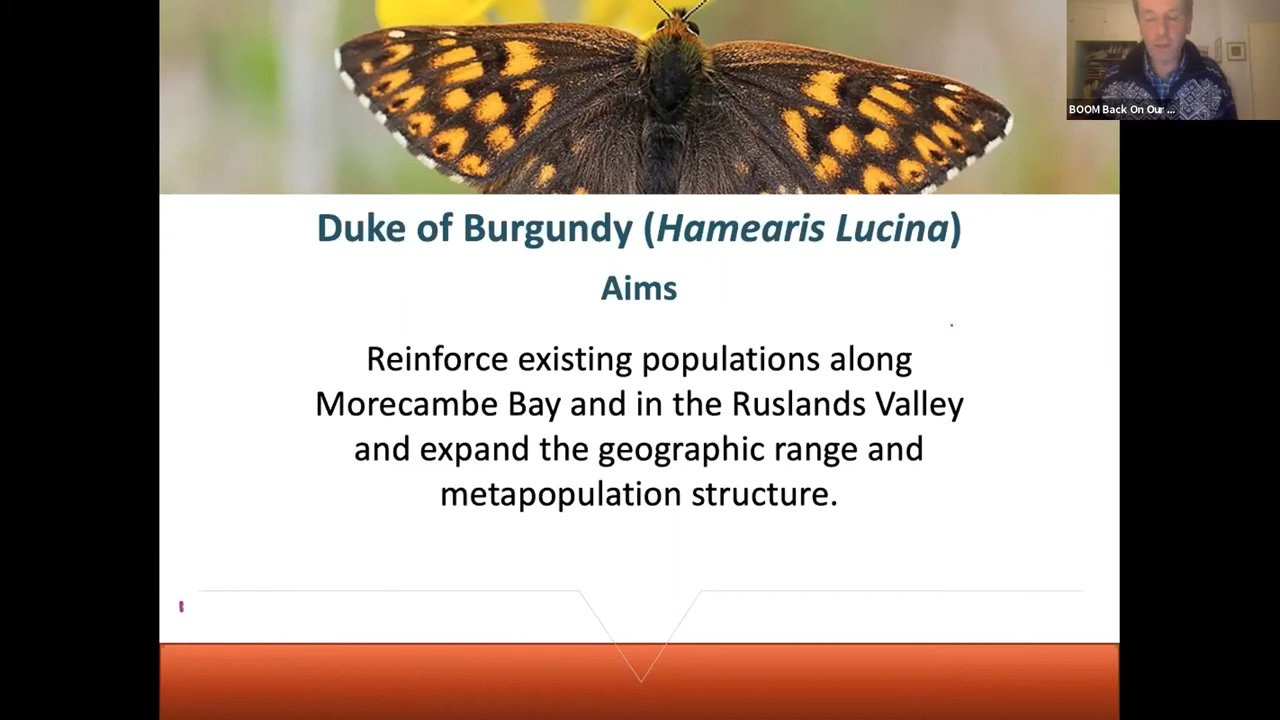 BOOM Back On Our ...
Duke of Burgundy (Hamearis Lucina)
Aims
Reinforce existing populations along
Morecambe Bay and in the Ruslands Valley
and expand the geographic range and
metapopulation structure.